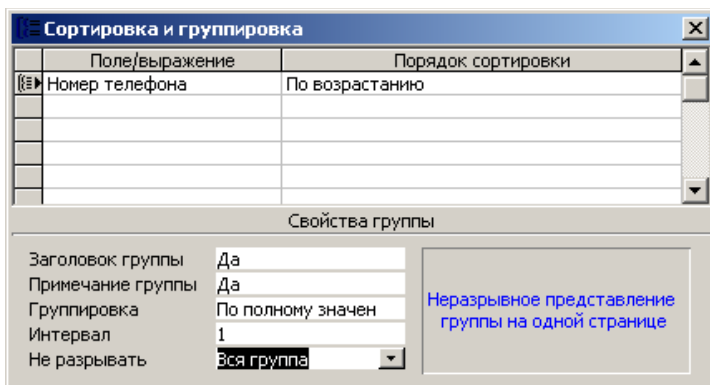 Сортировка и группировка
Поле/выражение Порядок сортировки
Номер телефона По возрастанию
Свойства группы
Заголовок группы Да
Примечание группы Да
Группировка По полному значен
Интервал 1
Не разрывать Вся группа
Неразрывное представление
группы на одной странице